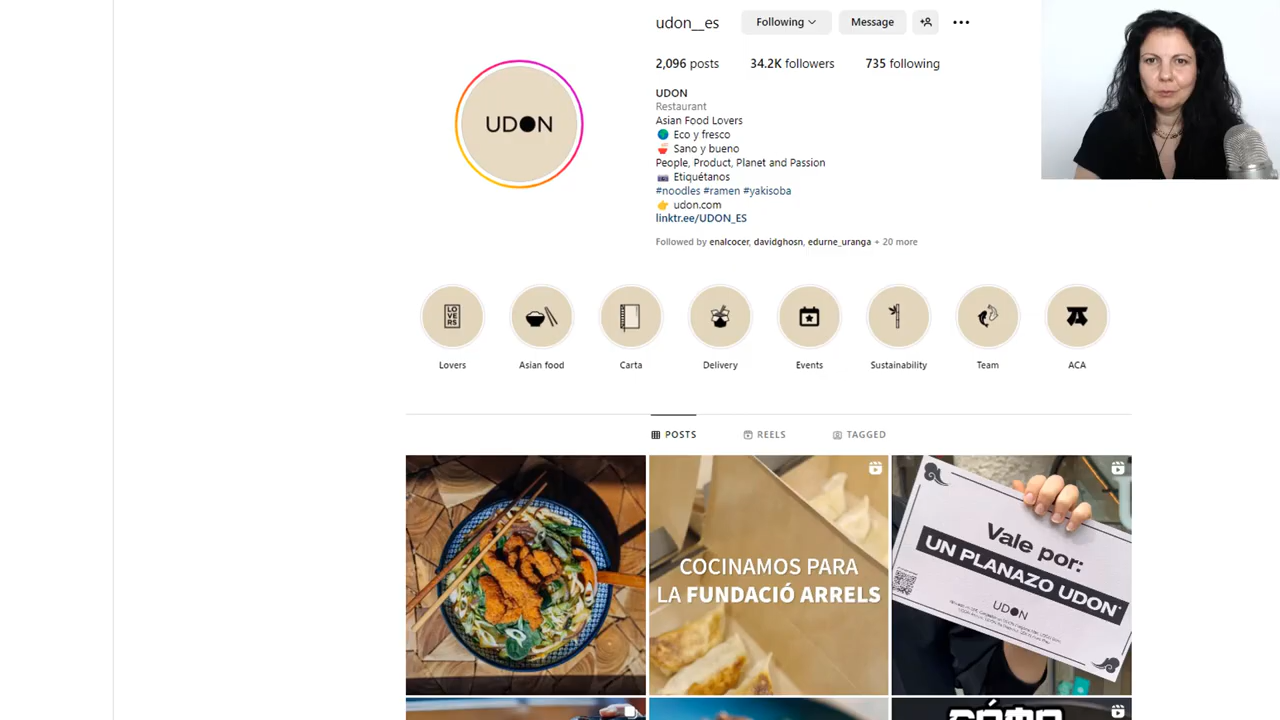 udon__es
Following
Message
2,096 posts
34.2K followers
735 following
UDON
UDON
Restaurant
Asian Food Lovers
Eco y fresco
Sano y bueno
People, Product, Planet and Passion
Etiquétanos
#noodles #ramen #yakisoba
udon.com
linktr.ee/UDON_ES
Followed by enalcocer, davidghosn, edurne_uranga + 20 more
LOVERS
Lovers
Asian food
Carta
Delivery
Events
Sustainability
Team
ACA
POSTS
REELS
TAGGED
COCINAMOS PARA
LA FUNDACIÓ ARRELS
Vale por:
UN PLANAZO UDON*
UDON